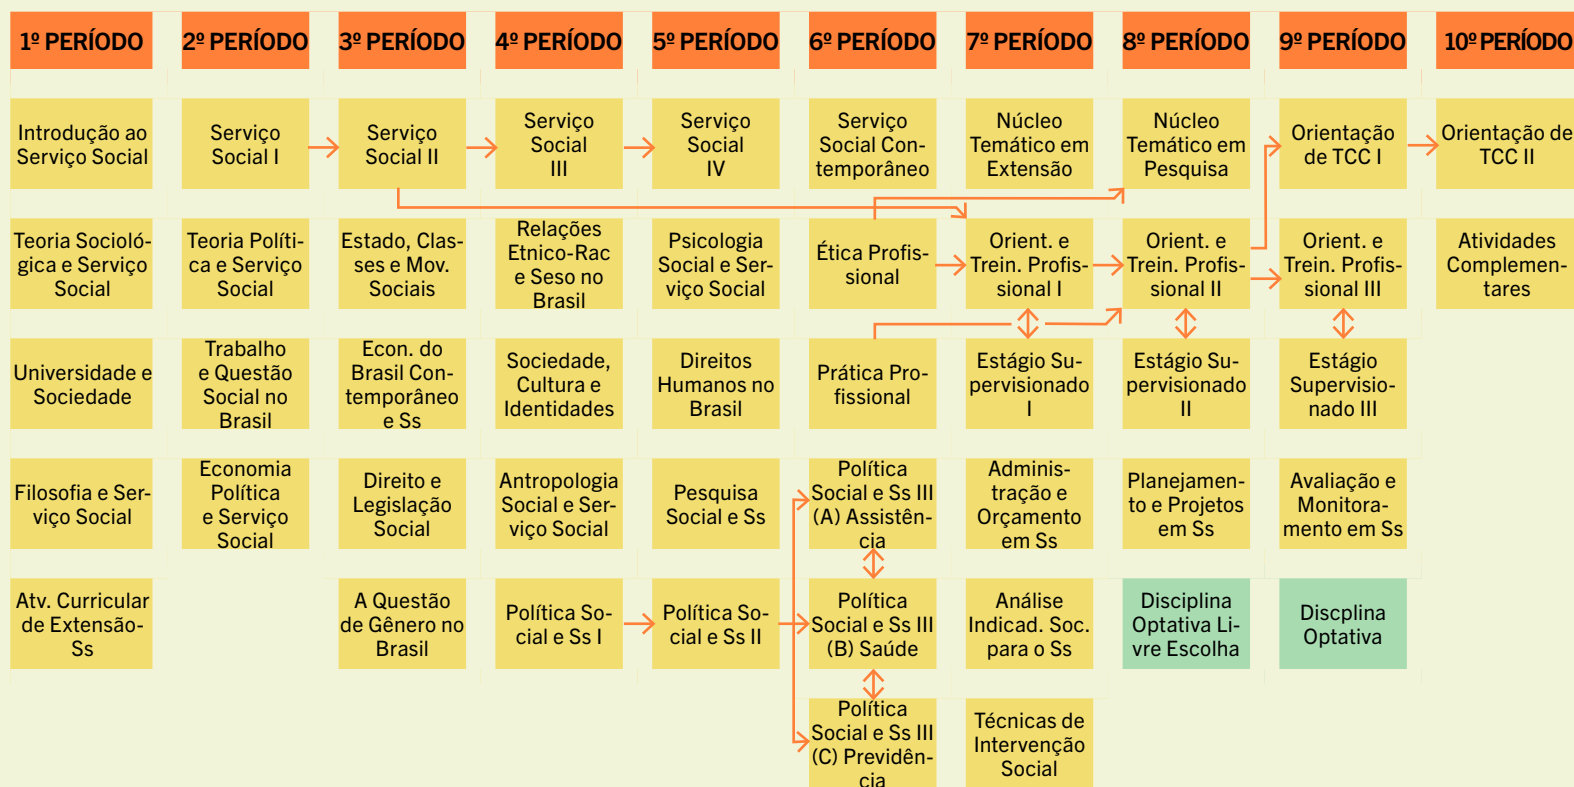 1º PERÍODO
2º PERÍODO
3º PERÍODO
4º PERÍODO
5º PERÍODO
6º PERÍODO
7º PERÍODO
8º PERÍODO
9º PERÍODO
10º PERÍODO
Introdução ao
Serviço Social
Serviço
Social I
Serviço
Social II
Serviço
Social
III
Serviço
Social
IV
Serviço
Social Con-
temporâneo
Núcleo
Temático em
Extensão
Núcleo
Temático em
Pesquisa
Orientação
de TCC I
Orientação de
TCC II
Teoria Socioló-
gica e Serviço
Social
Teoria Políti-
ca e Serviço
Social
Estado, Clas-
ses e Mov.
Sociais
Relações
Etnico-Rac
e Seso no
Brasil
Psicologia
Social e Ser-
viço Social
Ética Profis-
sional
Orient. e
Trein. Profis-
sional I
Orient. e
Trein. Profis-
sional II
Orient. e
Trein. Profis-
sional III
Atividades
Complemen-
tares
Universidade e
Sociedade
Trabalho
e Questão
Social no
Brasil
Econ. do
Brasil Con-
temporâneo
e Ss
Sociedade,
Cultura e
Identidades
Direitos
Humanos no
Brasil
Prática Pro-
fissional
Estágio Su-
pervisionado
I
Estágio Su-
pervisionado
II
Estágio
Supervisio-
nado III
Filosofia e Ser-
viço Social
Economia
Política
e Serviço
Social
Direito e
Legislação
Social
Antropologia
Social e Ser-
viço Social
Pesquisa
Social e Ss
Política
Social e Ss III
(A) Assistên-
cia
Adminis-
tração e
Orçamento
em Ss
Planejamen-
to e Projetos
em Ss
Avaliação e
Monitora-
mento em Ss
Atv. Curricular
de Extensão-
Ss
A Questão
de Gênero no
Brasil
Política So-
cial e Ss I
Política So-
cial e Ss II
Política
Social e Ss III
(B) Saúde
Análise
Indicad. Soc.
para o Ss
Disciplina
Optativa Li-
vre Escolha
Discplina
Optativa
Política
Social e Ss III
(C) Previdên-
cia
Técnicas de
Intervenção
Social